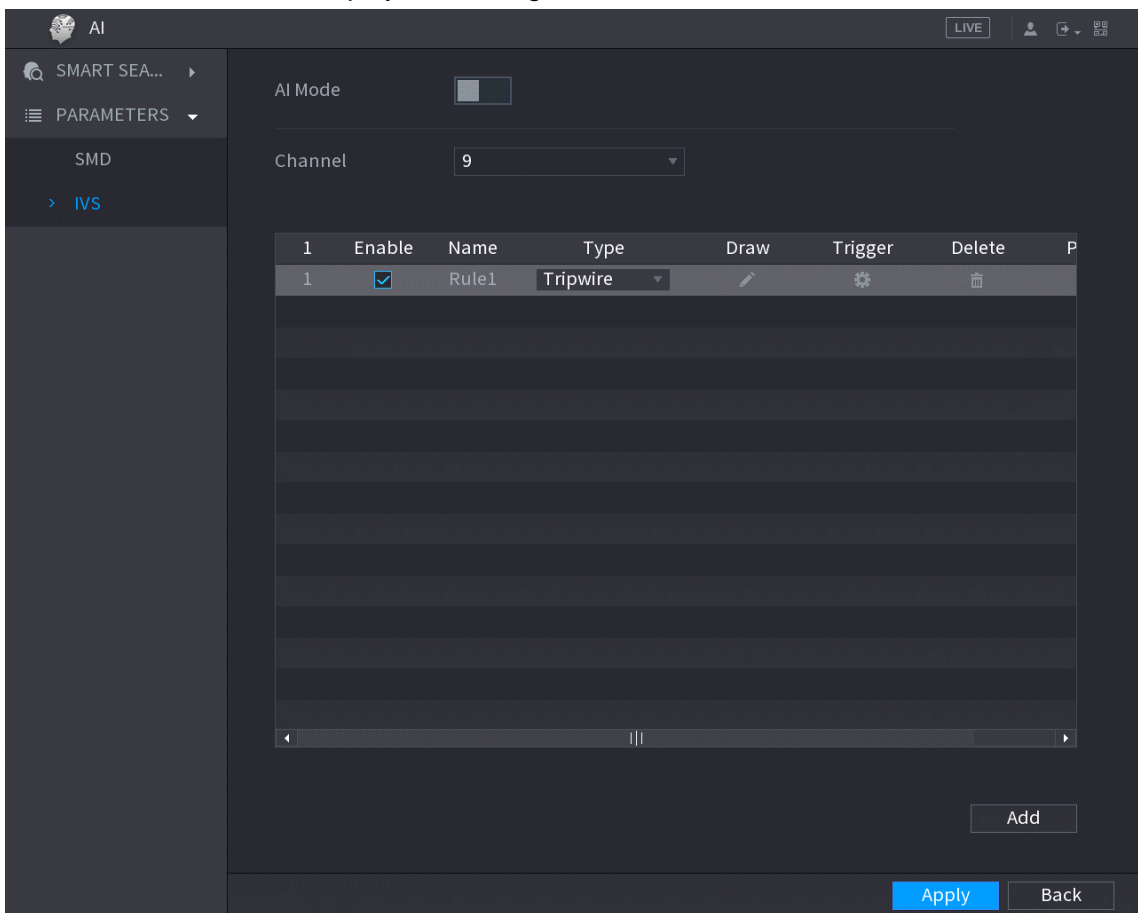 AI LIVE
SMART SEA...
PARAMETERS
SMD
IVS
AI Mode
Channel 9
1 Enable Name Type Draw Trigger Delete P
1 Rule1 Tripwire
Add
Apply Back